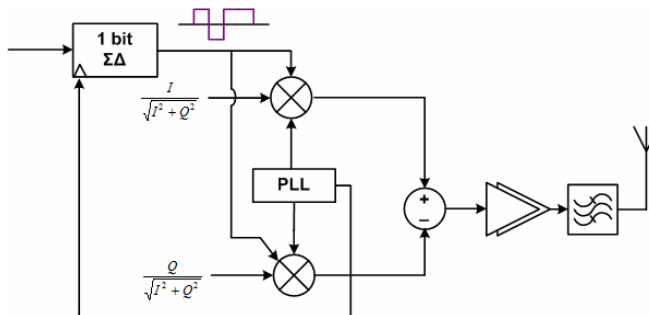 1 bit
ΣΔ
I
√I² + Q²
PLL
+
−
Q
√I² + Q²